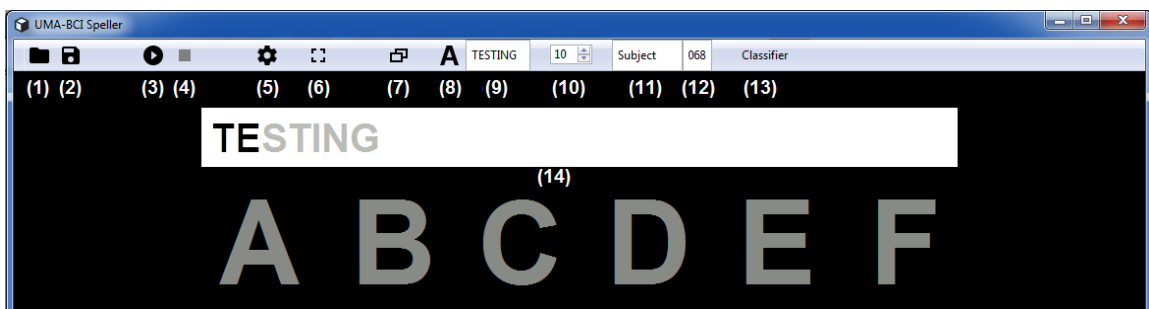 UMA-BCI Speller
A TESTING 10 Subject 068 Classifier
(1) (2) (3) (4) (5) (6) (7) (8) (9) (10) (11) (12) (13)
TESTING
(14)
A B C D E F